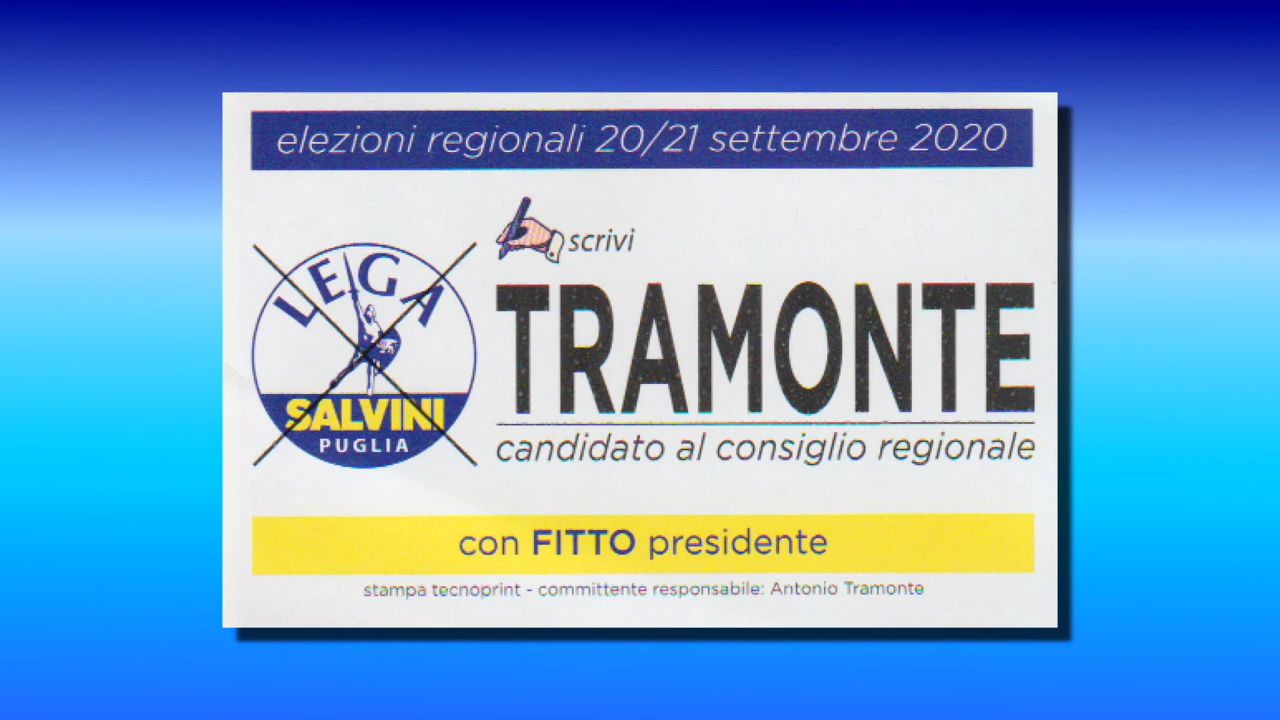 elezioni regionali 20/21 settembre 2020
scrivi
LEGA
SALVINI
PUGLIA
TRAMONTE
candidato al consiglio regionale
con FITTO presidente
stampa tecnoprint - committente responsabile: Antonio Tramonte